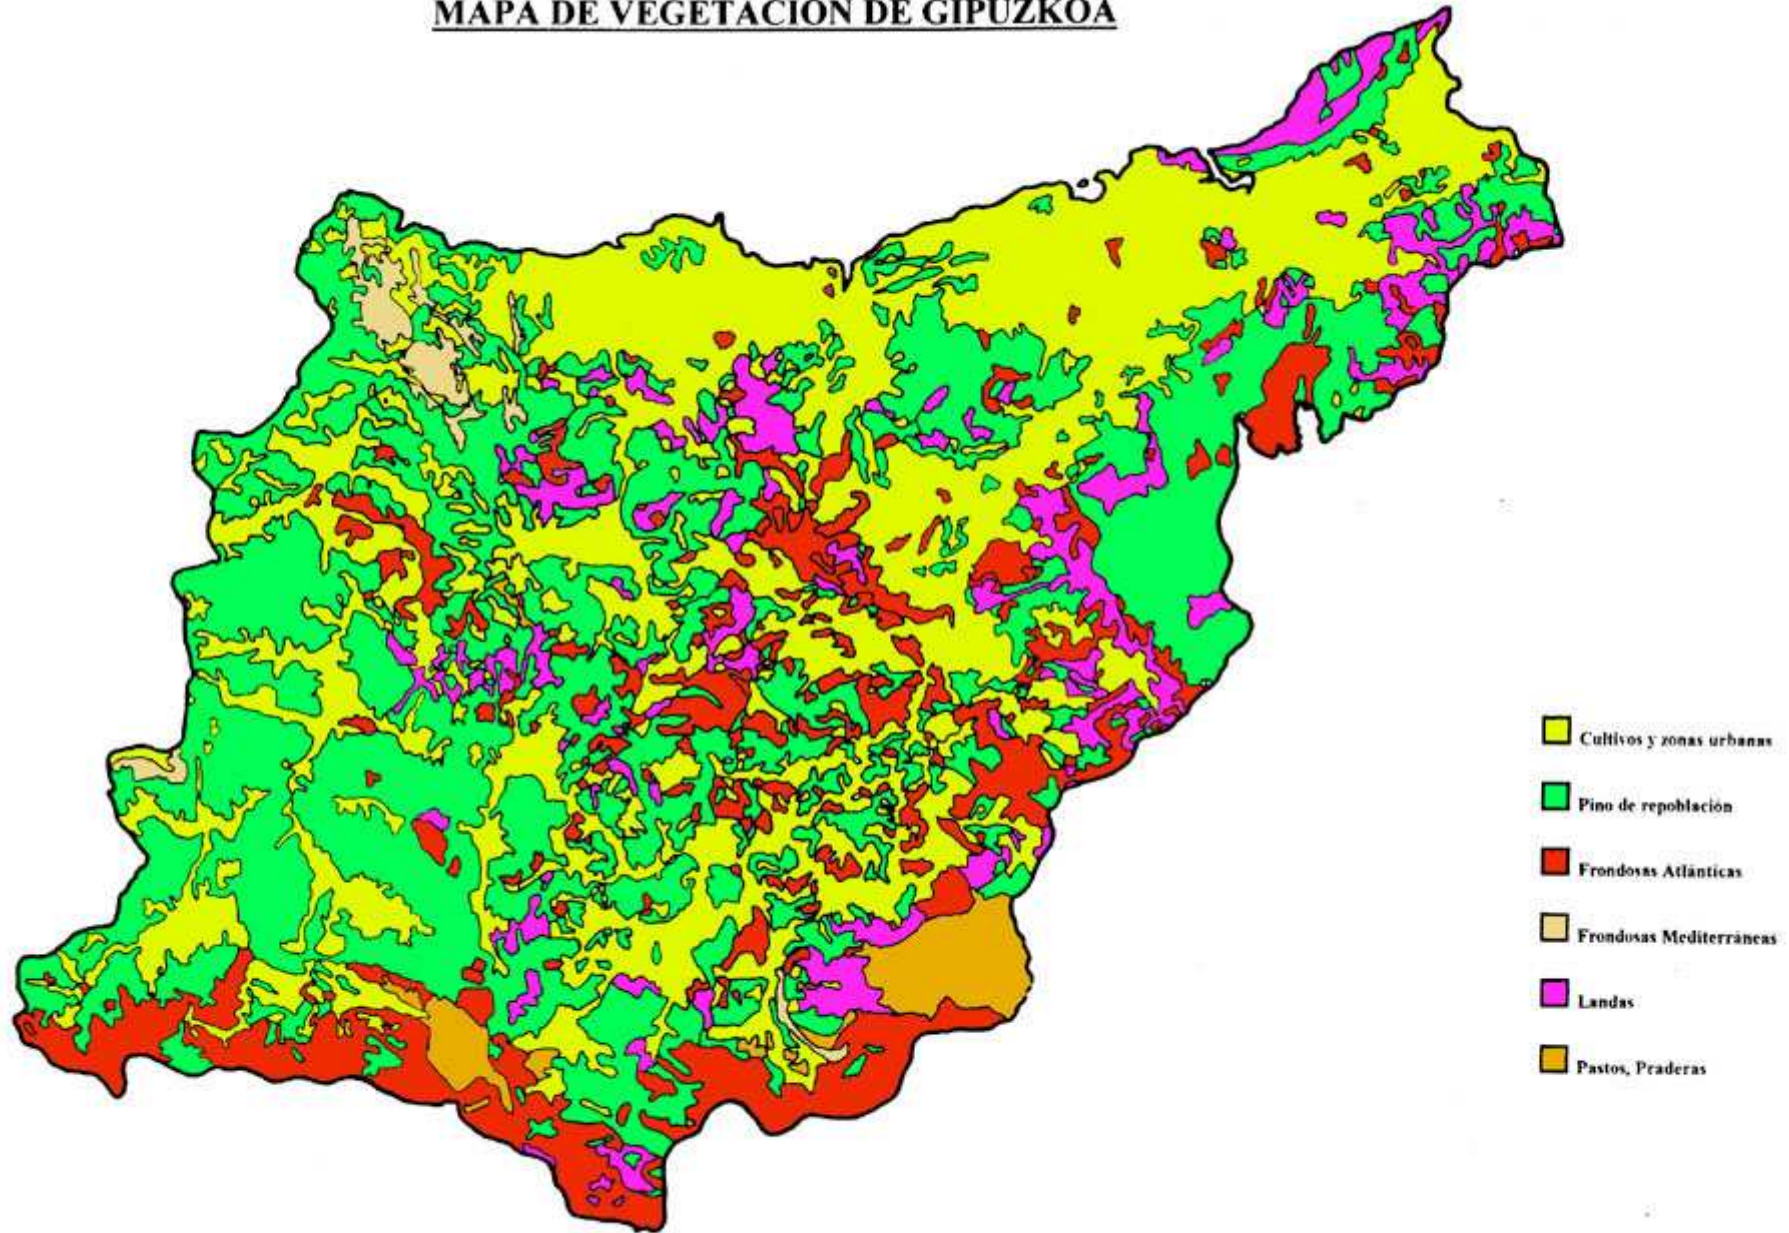 MAPA DE VEGETACION DE GIPUZKOA
Cultivos y zonas urbanas
Pino de repoblación
Frondosas Atlánticas
Frondosas Mediterráneas
Landas
Pastos, Praderas